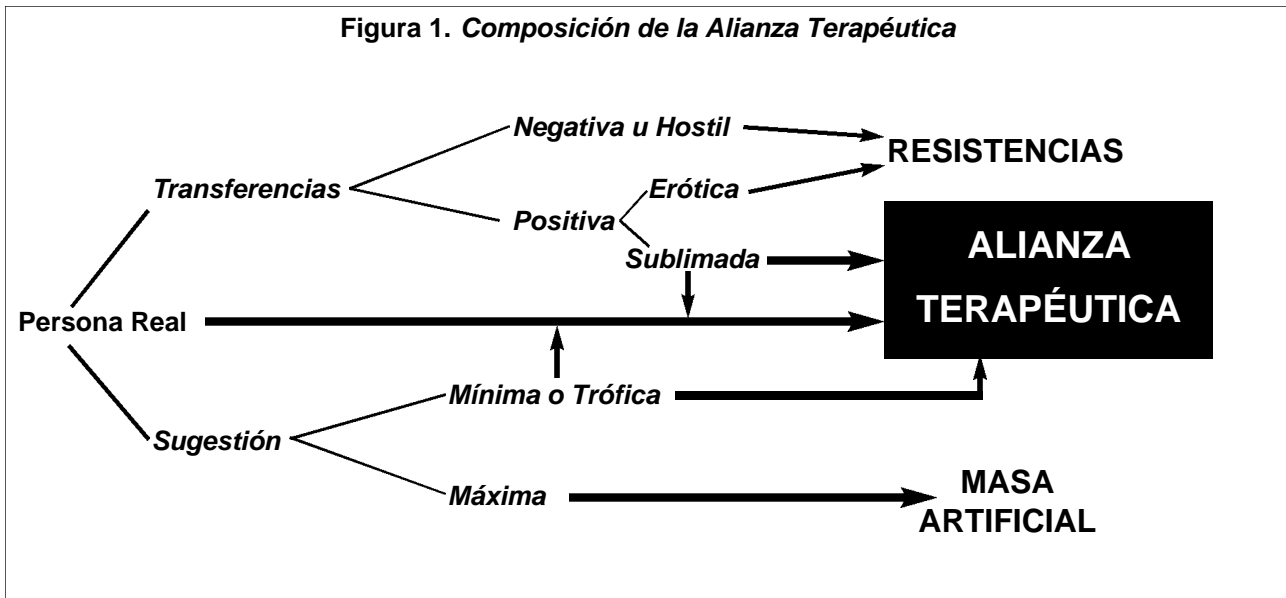 Figura 1. Composición de la Alianza Terapéutica
Negativa u Hostil
RESISTENCIAS
Transferencias
Erótica
Positiva
Sublimada
ALIANZA
TERAPÉUTICA
Persona Real
Mínima o Trófica
Sugestión
Máxima
MASA
ARTIFICIAL